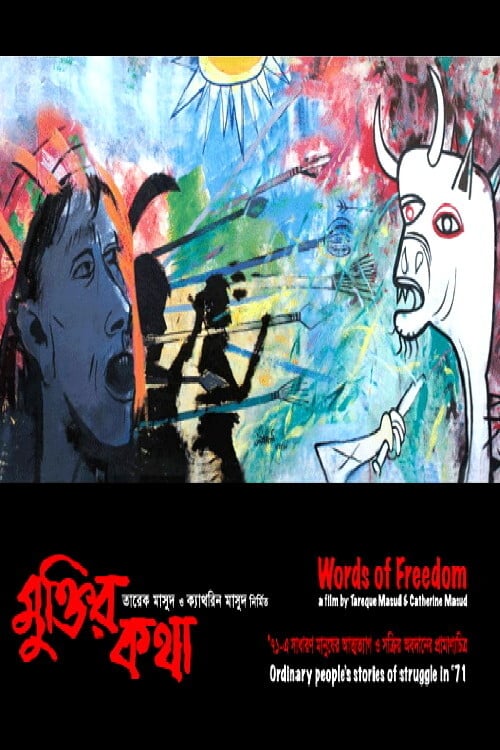 মুক্তির
কথা
তারেক মাসুদ ও ক্যাথরিন মাসুদ নির্মিত
Words of Freedom
a film by Tareque Masud & Catherine Masud
'৭১-এ সাধারণ মানুষের আত্মত্যাগ ও সক্রিয় অবদানের প্রামাণ্যচিত্র
Ordinary people's stories of struggle in '71